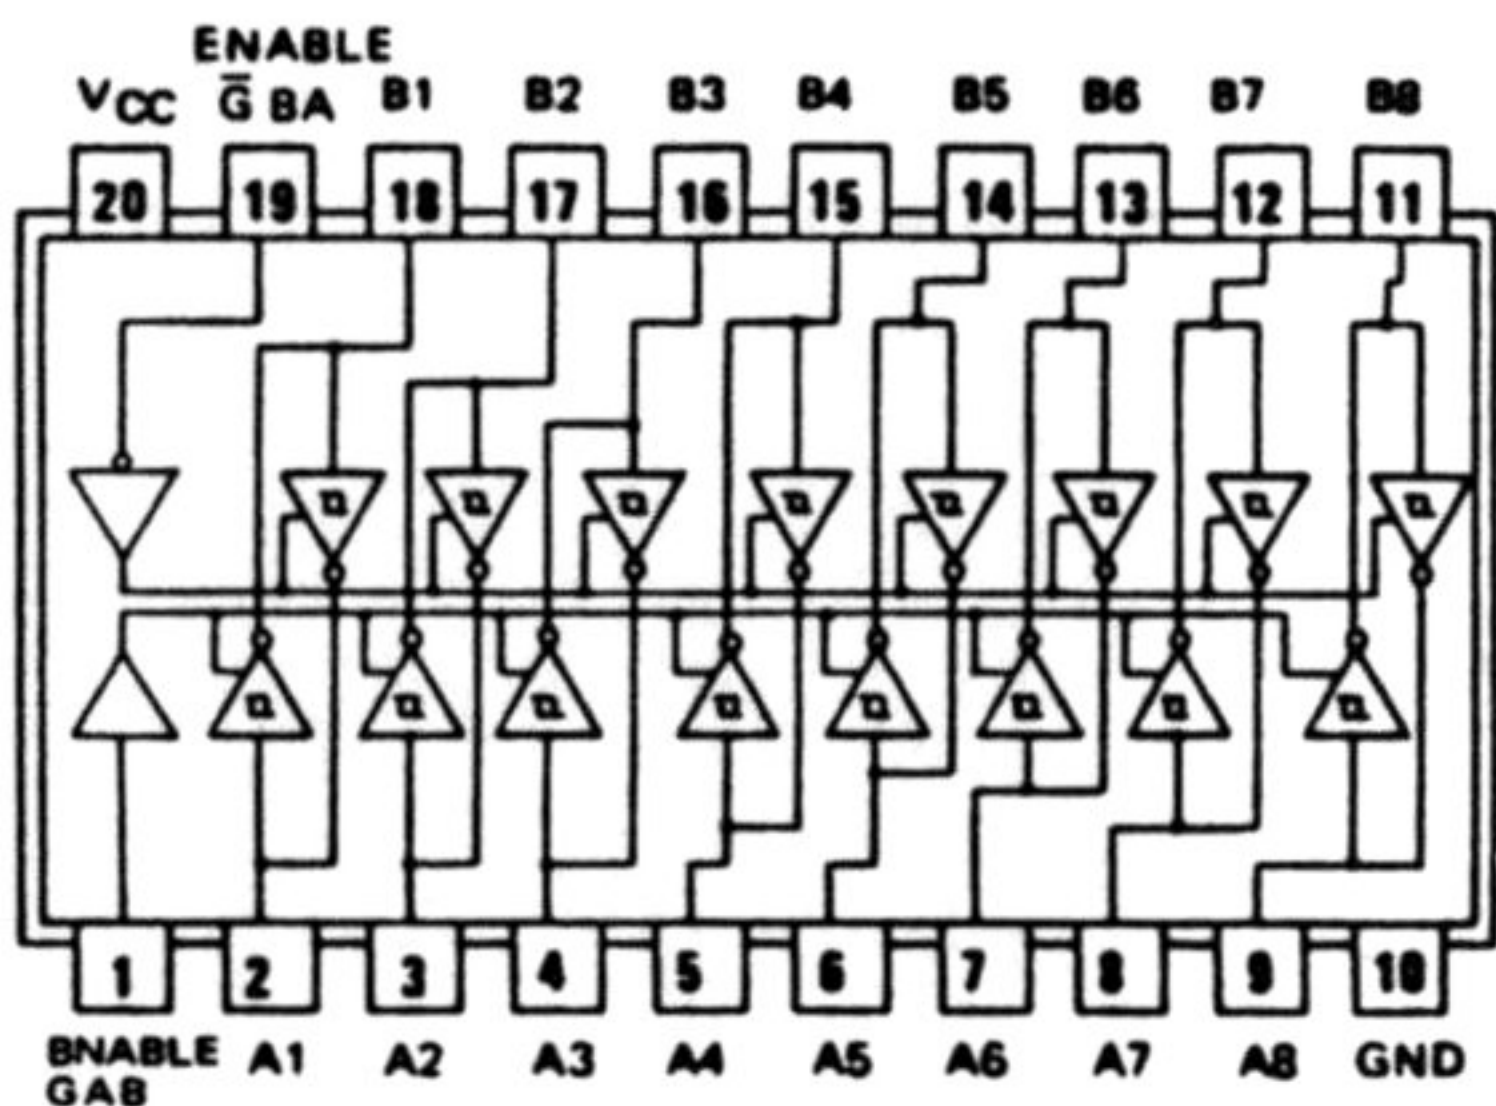 ENABLE
VCC G̅ BA B1 B2 B3 B4 B5 B6 B7 B8
20 19 18 17 16 15 14 13 12 11
1 2 3 4 5 6 7 8 9 10
BNABLE A1 A2 A3 A4 A5 A6 A7 A8 GND
GAB